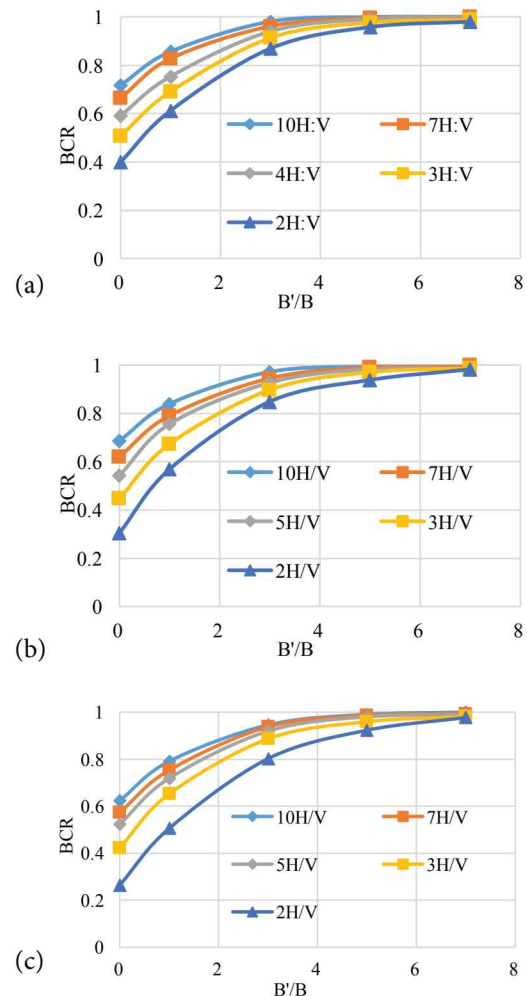 1
0.8
0.6
0.4
0.2
0
BCR
10H:V 7H:V
4H:V 3H:V
2H:V
0 2 4 6 8
(a)
B'/B
1
0.8
0.6
0.4
0.2
0
BCR
10H/V 7H/V
5H/V 3H/V
2H/V
0 2 4 6 8
(b)
B'/B
1
0.8
0.6
0.4
0.2
0
BCR
10H/V 7H/V
5H/V 3H/V
2H/V
(c)
0 2 4 6 8
B'/B